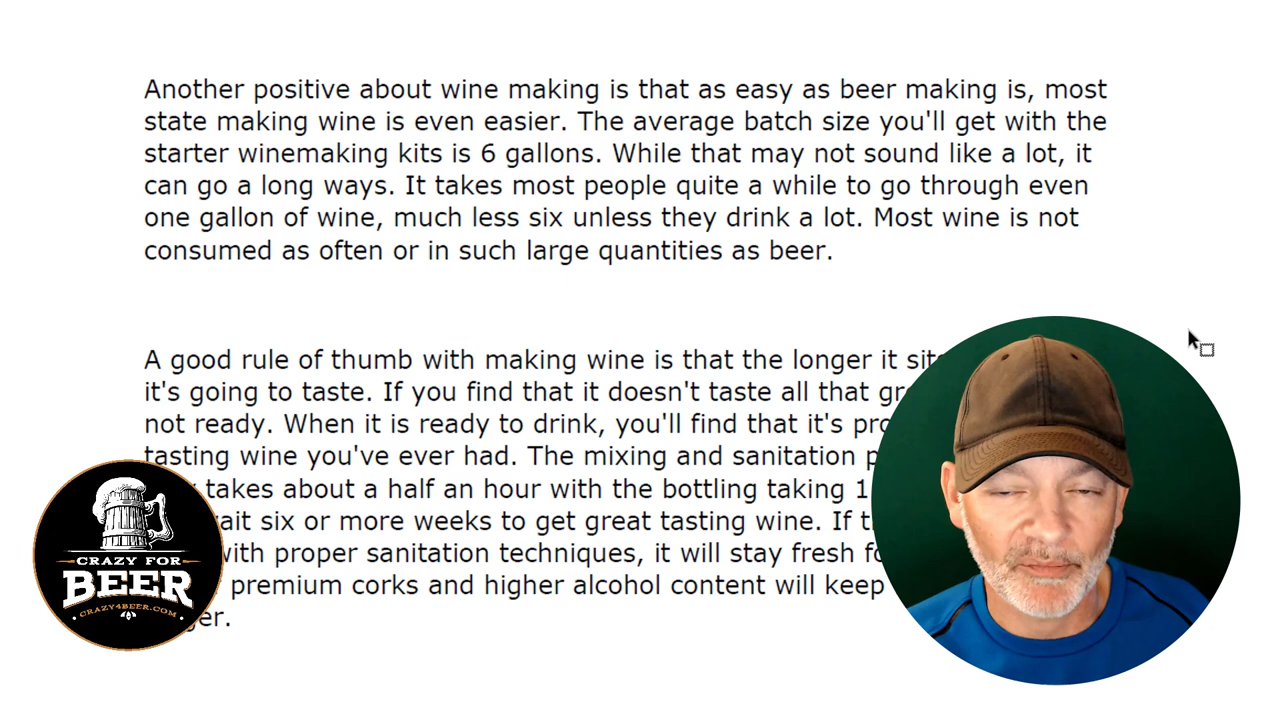 Another positive about wine making is that as easy as beer making is, most
state making wine is even easier. The average batch size you'll get with the
starter winemaking kits is 6 gallons. While that may not sound like a lot, it
can go a long ways. It takes most people quite a while to go through even
one gallon of wine, much less six unless they drink a lot. Most wine is not
consumed as often or in such large quantities as beer.
A good rule of thumb with making wine is that the longer it
it's going to taste. If you find that it doesn't taste all that
not ready. When it is ready to drink, you'll find that it's
tasting wine you've ever had. The mixing and sanitation
takes about a half an hour with the bottling taking
six or more weeks to get great tasting wine. If
with proper sanitation techniques, it will stay fresh
premium corks and higher alcohol content will keep
CRAZY FOR
BEER
CRAZY4BEER.COM